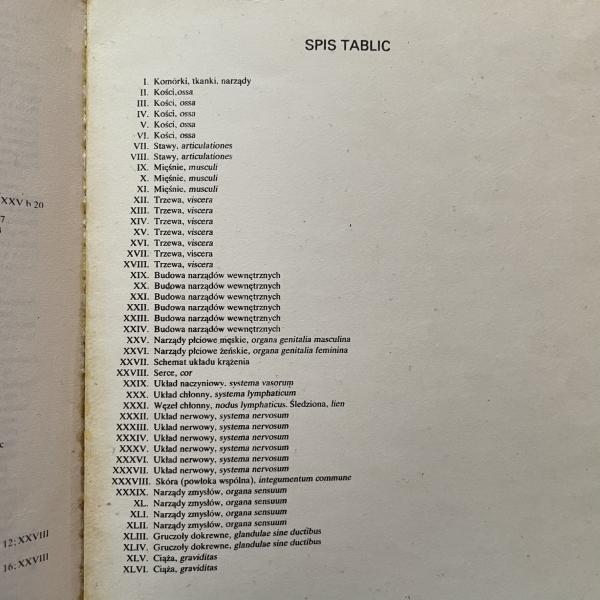 XXV b 20
7
12; XXVIII
16; XXVIII
SPIS TABLIC
I. Komórki, tkanki, narządy
II. Kości, ossa
III. Kości, ossa
IV. Kości, ossa
V. Kości, ossa
VI. Kości, ossa
VII. Stawy, articulationes
VIII. Stawy, articulationes
IX. Mięśnie, musculi
X. Mięśnie, musculi
XI. Mięśnie, musculi
XII. Trzewa, viscera
XIII. Trzewa, viscera
XIV. Trzewa, viscera
XV. Trzewa, viscera
XVI. Trzewa, viscera
XVII. Trzewa, viscera
XVIII. Trzewa, viscera
XIX. Budowa narządów wewnętrznych
XX. Budowa narządów wewnętrznych
XXI. Budowa narządów wewnętrznych
XXII. Budowa narządów wewnętrznych
XXIII. Budowa narządów wewnętrznych
XXIV. Budowa narządów wewnętrznych
XXV. Narządy płciowe męskie, organa genitalia masculina
XXVI. Narządy płciowe żeńskie, organa genitalia feminina
XXVII. Schemat układu krążenia
XXVIII. Serce, cor
XXIX. Układ naczyniowy, systema vasorum
XXX. Układ chłonny, systema lymphaticum
XXXI. Węzeł chłonny, nodus lymphaticus. Śledziona, lien
XXXII. Układ nerwowy, systema nervosum
XXXIII. Układ nerwowy, systema nervosum
XXXIV. Układ nerwowy, systema nervosum
XXXV. Układ nerwowy, systema nervosum
XXXVI. Układ nerwowy, systema nervosum
XXXVII. Układ nerwowy, systema nervosum
XXXVIII. Skóra (powłoka wspólna), integumentum commune
XXXIX. Narządy zmysłów, organa sensuum
XL. Narządy zmysłów, organa sensuum
XLI. Narządy zmysłów, organa sensuum
XLII. Narządy zmysłów, organa sensuum
XLIII. Gruczoły dokrewne, glandulae sine ductibus
XLIV. Gruczoły dokrewne, glandulae sine ductibus
XLV. Ciąża, graviditas
XLVI. Ciąża, graviditas